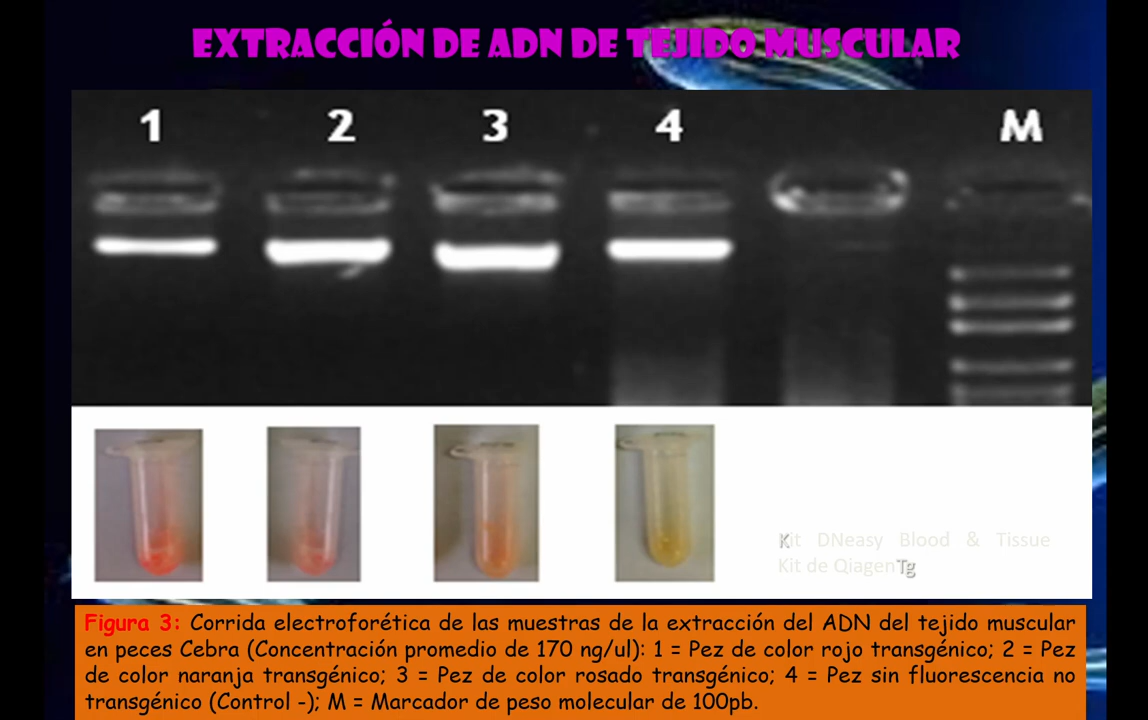 EXTRACCIÓN DE ADN DE TEJIDO MUSCULAR
1 2 3 4 M
Kit DNeasy Blood & Tissue
Kit de Qiagen Tg
Figura 3: Corrida electroforética de las muestras de la extracción del ADN del tejido muscular
en peces Cebra (Concentración promedio de 170 ng/ul): 1 = Pez de color rojo transgénico; 2 = Pez
de color naranja transgénico; 3 = Pez de color rosado transgénico; 4 = Pez sin fluorescencia no
transgénico (Control -); M = Marcador de peso molecular de 100pb.